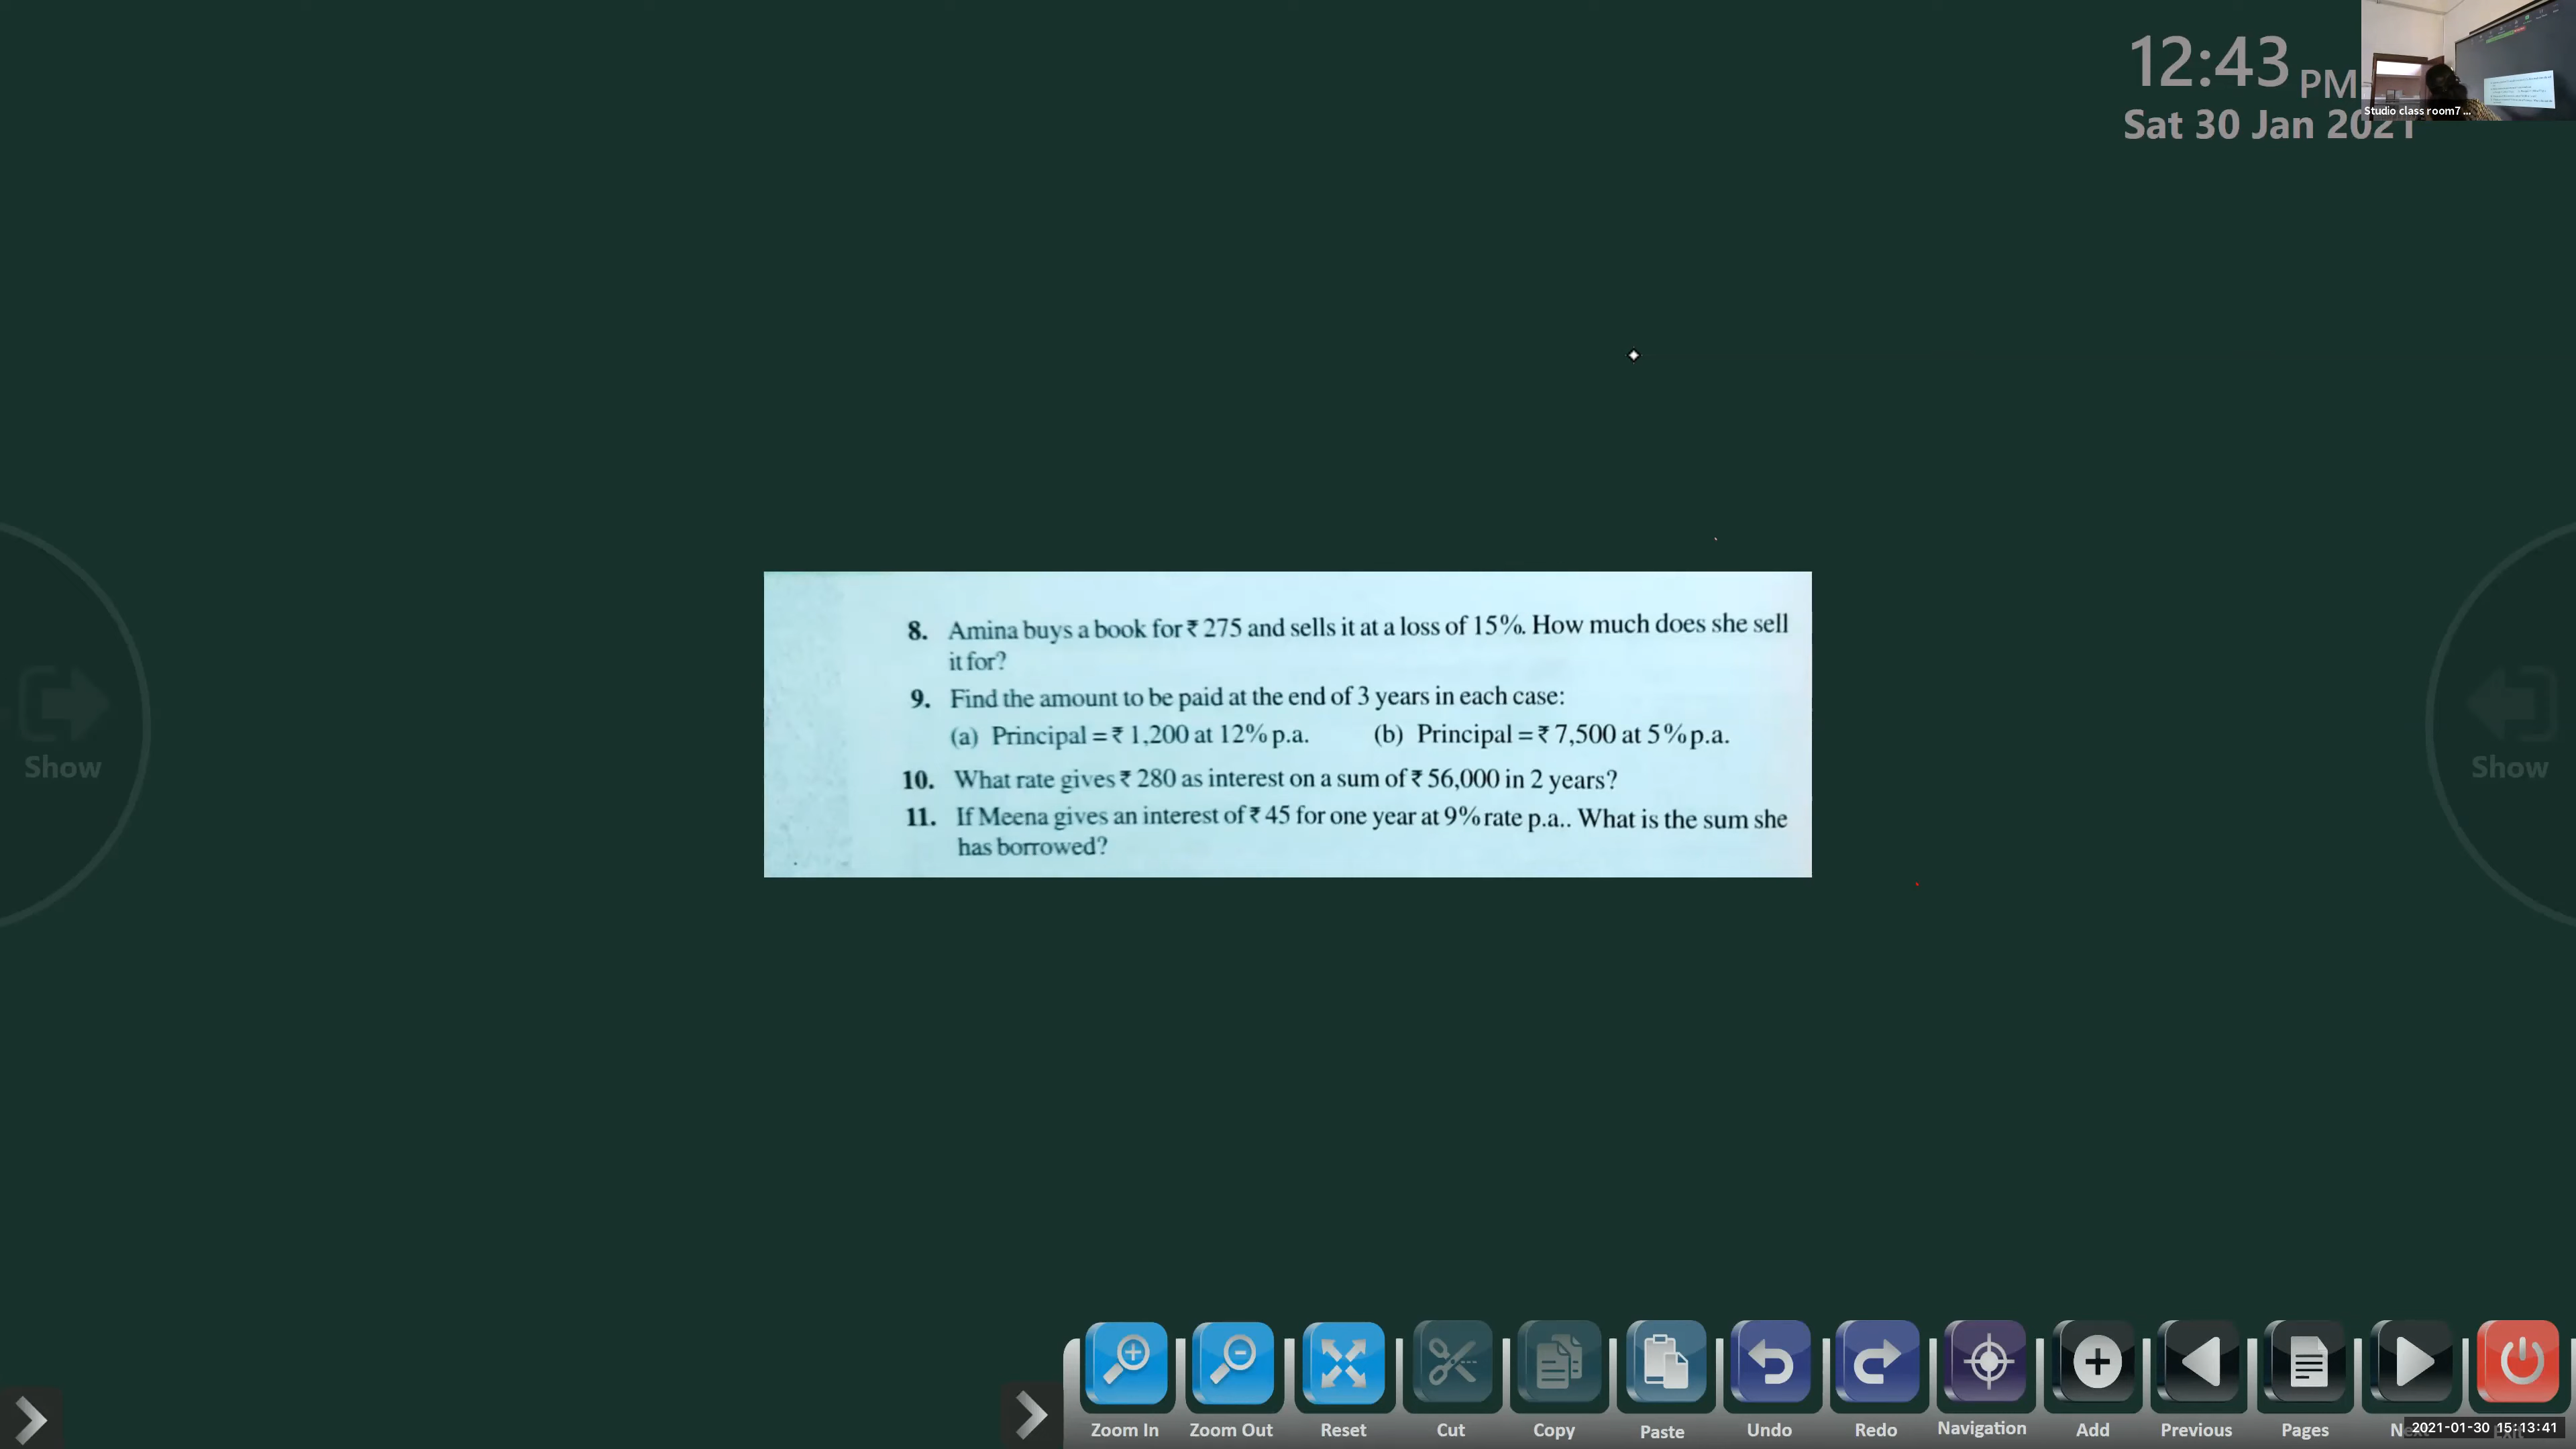 12:43 PM
Sat 30 Jan 2021
Studio class room7 ...
8. Amina buys a book for ₹ 275 and sells it at a loss of 15%. How much does she sell
it for?
9. Find the amount to be paid at the end of 3 years in each case:
(a) Principal = ₹ 1,200 at 12% p.a. (b) Principal = ₹ 7,500 at 5% p.a.
10. What rate gives ₹ 280 as interest on a sum of ₹ 56,000 in 2 years?
11. If Meena gives an interest of ₹ 45 for one year at 9% rate p.a.. What is the sum she
has borrowed?
Show
Show
Zoom In Zoom Out Reset Cut Copy Paste Undo Redo Navigation Add Previous Pages
2021-01-30 15:13:41